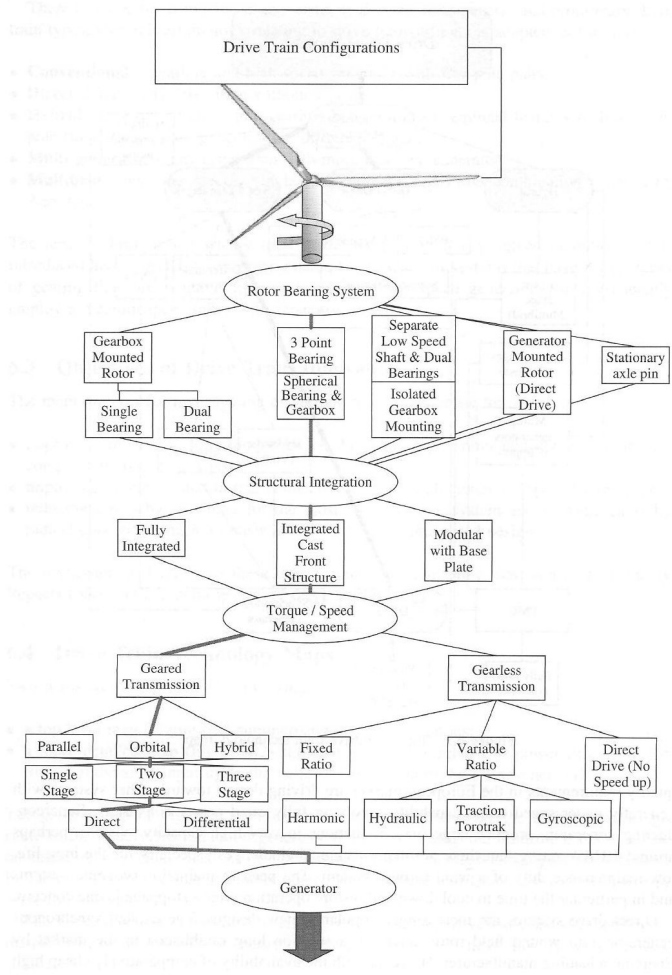 Drive Train Configurations
Rotor Bearing System
Gearbox
Mounted
Rotor
Single
Bearing
Dual
Bearing
3 Point
Bearing
Spherical
Bearing &
Gearbox
Separate
Low Speed
Shaft & Dual
Bearings
Isolated
Gearbox
Mounting
Generator
Mounted
Rotor
(Direct
Drive)
Stationary
axle pin
Structural Integration
Fully
Integrated
Integrated
Cast
Front
Structure
Modular
with Base
Plate
Torque / Speed
Management
Geared
Transmission
Gearless
Transmission
Parallel
Orbital
Hybrid
Single
Stage
Two
Stage
Three
Stage
Direct
Differential
Fixed
Ratio
Harmonic
Variable
Ratio
Hydraulic
Traction
Torotrak
Gyroscopic
Direct
Drive (No
Speed up)
Generator